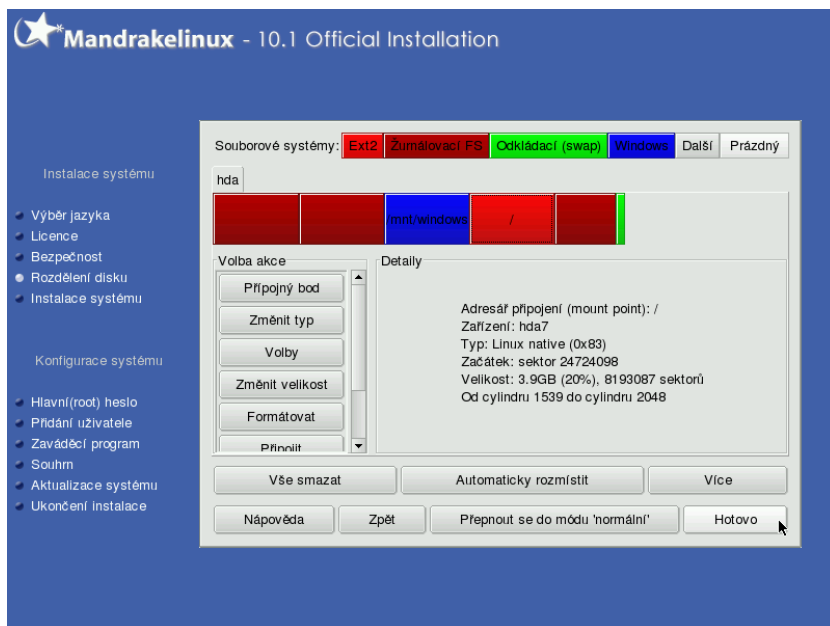 Mandrakelinux - 10.1 Official Installation
Instalace systému
Výběr jazyka
Licence
Bezpečnost
Rozdělení disku
Instalace systému
Konfigurace systému
Hlavní(root) heslo
Přidání uživatele
Zaváděcí program
Souhrn
Aktualizace systému
Ukončení instalace
Souborové systémy: Ext2 Žurnálovací FS Odkládací (swap) Windows Další Prázdný
hda
/mnt/windows /
Volba akce
Přípojný bod
Změnit typ
Volby
Změnit velikost
Formátovat
Připojit
Detaily
Adresář připojení (mount point): /
Zařízení: hda7
Typ: Linux native (0x83)
Začátek: sektor 24724098
Velikost: 3.9GB (20%), 8193087 sektorů
Od cylindru 1539 do cylindru 2048
Vše smazat Automaticky rozmístit Více
Nápověda Zpět Přepnout se do módu 'normální' Hotovo